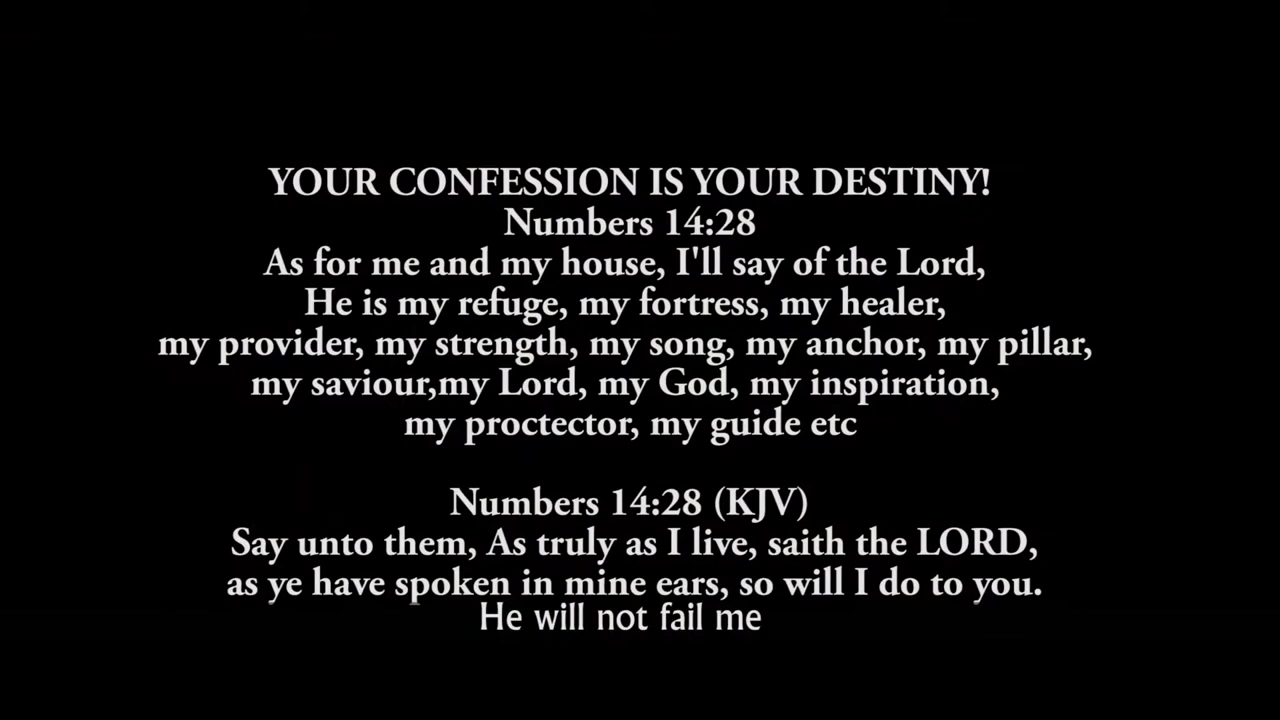 YOUR CONFESSION IS YOUR DESTINY!
Numbers 14:28
As for me and my house, I'll say of the Lord,
He is my refuge, my fortress, my healer,
my provider, my strength, my song, my anchor, my pillar,
my saviour,my Lord, my God, my inspiration,
my proctector, my guide etc
Numbers 14:28 (KJV)
Say unto them, As truly as I live, saith the LORD,
as ye have spoken in mine ears, so will I do to you.
He will not fail me